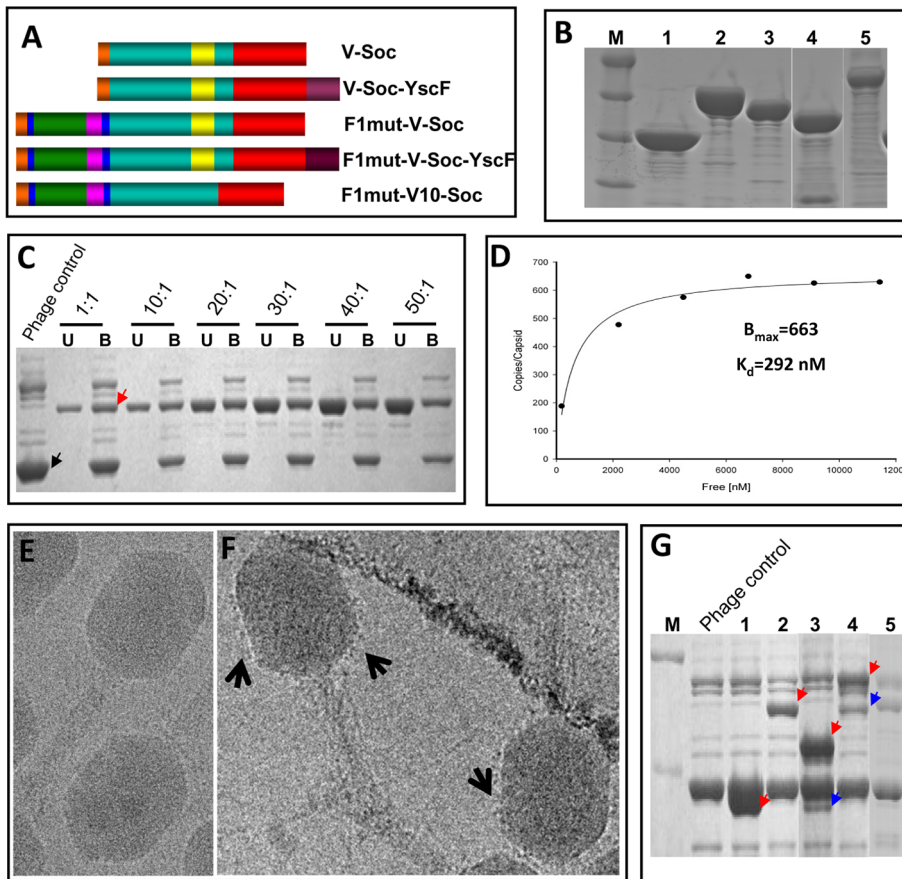 A
V-Soc
V-Soc-YscF
F1mut-V-Soc
F1mut-V-Soc-YscF
F1mut-V10-Soc
B
M 1 2 3 4 5
C
Phage control
1:1 10:1 20:1 30:1 40:1 50:1
U B U B U B U B U B U B
D
700
600
500
400
300
200
100
0
Copies/Capsid
Bmax=663
Kd=292 nM
0 2000 4000 6000 8000 10000 1200
Free [nM]
E
F
G
Phage control
M 1 2 3 4 5